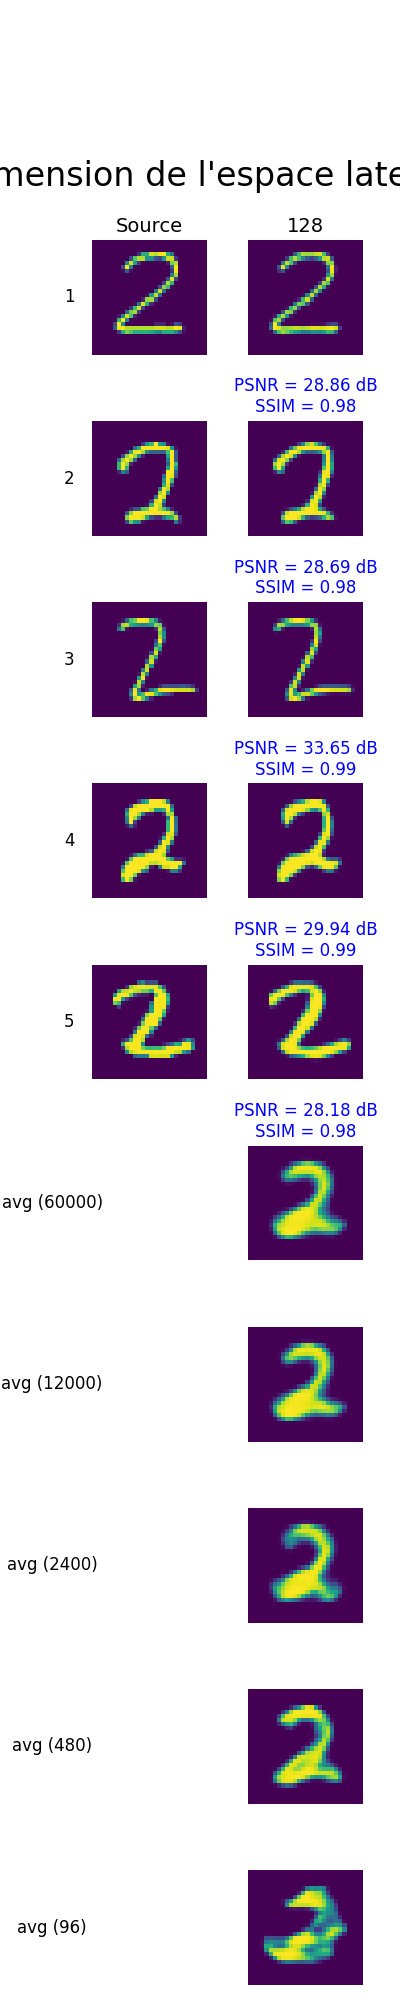 mension de l'espace late
Source 128
1
PSNR = 28.86 dB
SSIM = 0.98
2
PSNR = 28.69 dB
SSIM = 0.98
3
PSNR = 33.65 dB
SSIM = 0.99
4
PSNR = 29.94 dB
SSIM = 0.99
5
PSNR = 28.18 dB
SSIM = 0.98
avg (60000)
avg (12000)
avg (2400)
avg (480)
avg (96)